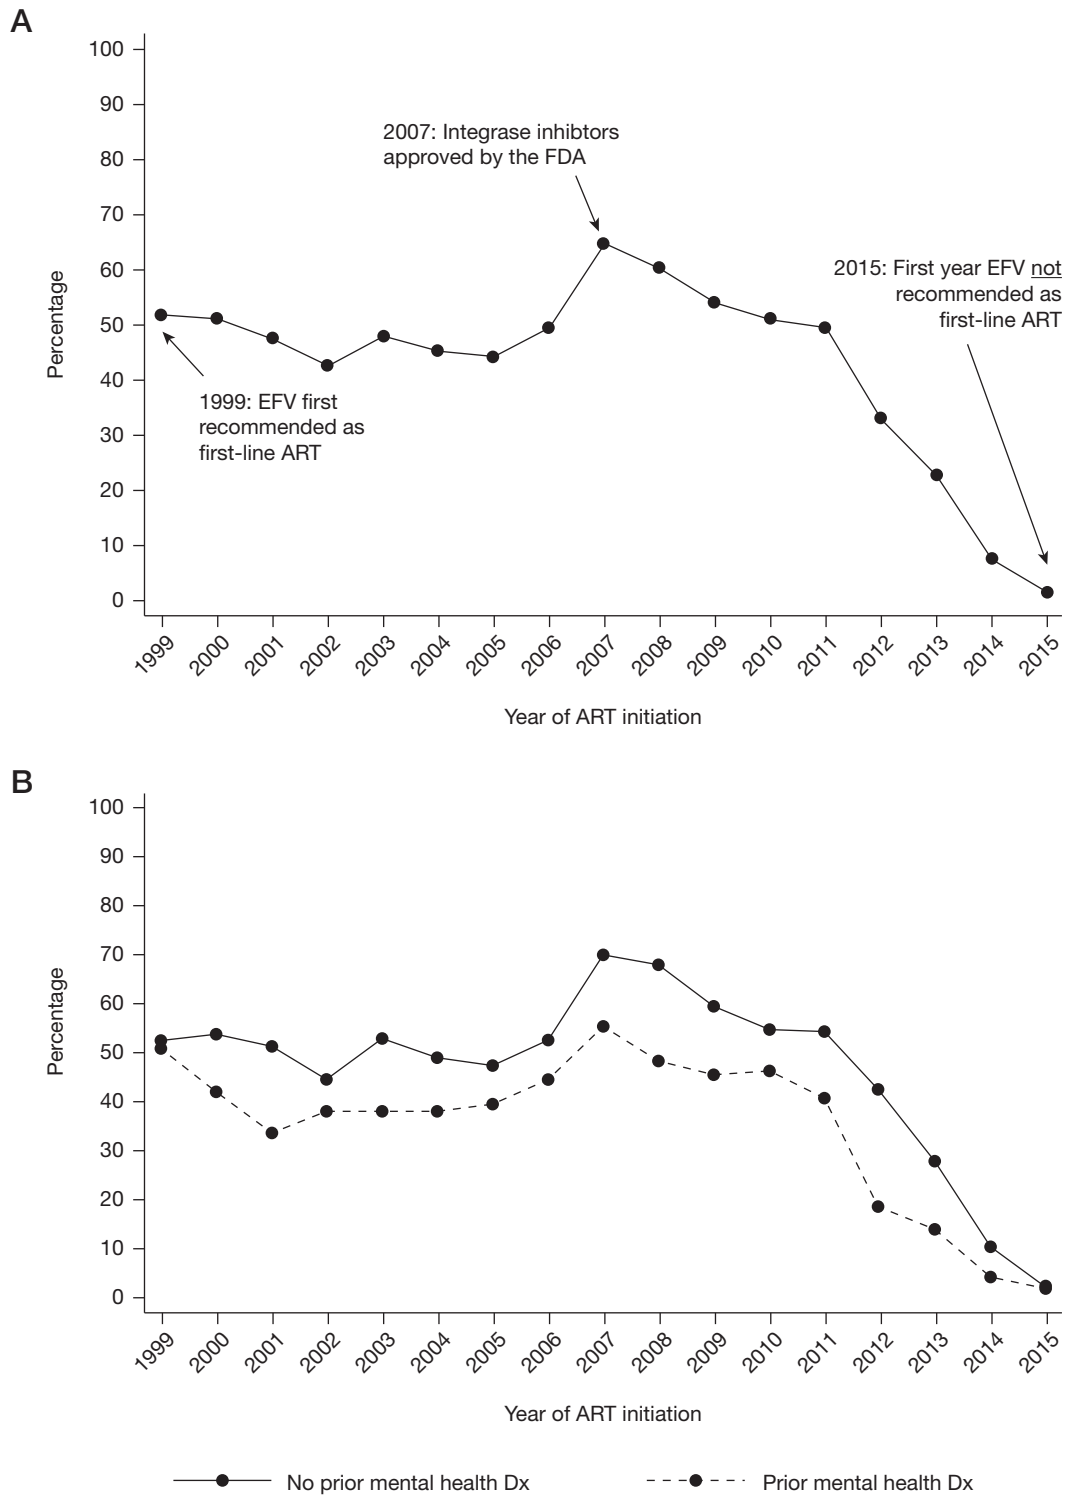 A
100
90
80
70
60
50
40
30
20
10
0
Percentage
2007: Integrase inhibtors
approved by the FDA
2015: First year EFV not
recommended as
first-line ART
1999: EFV first
recommended as
first-line ART
1999 2000 2001 2002 2003 2004 2005 2006 2007 2008 2009 2010 2011 2012 2013 2014 2015
Year of ART initiation
B
100
90
80
70
60
50
40
30
20
10
0
Percentage
1999 2000 2001 2002 2003 2004 2005 2006 2007 2008 2009 2010 2011 2012 2013 2014 2015
Year of ART initiation
No prior mental health Dx Prior mental health Dx